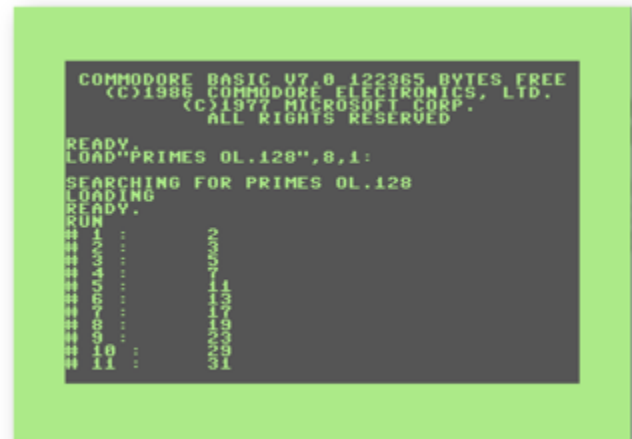 COMMODORE BASIC V7.0 122365 BYTES FREE
(C)1986 COMMODORE ELECTRONICS, LTD.
(C)1977 MICROSOFT CORP.
ALL RIGHTS RESERVED
READY.
LOAD"PRIMES OL.128",8,1:
SEARCHING FOR PRIMES OL.128
LOADING
READY.
RUN
# 1 : 2
# 2 : 3
# 3 : 5
# 4 : 7
# 5 : 11
# 6 : 13
# 7 : 17
# 8 : 19
# 9 : 23
# 10 : 29
# 11 : 31